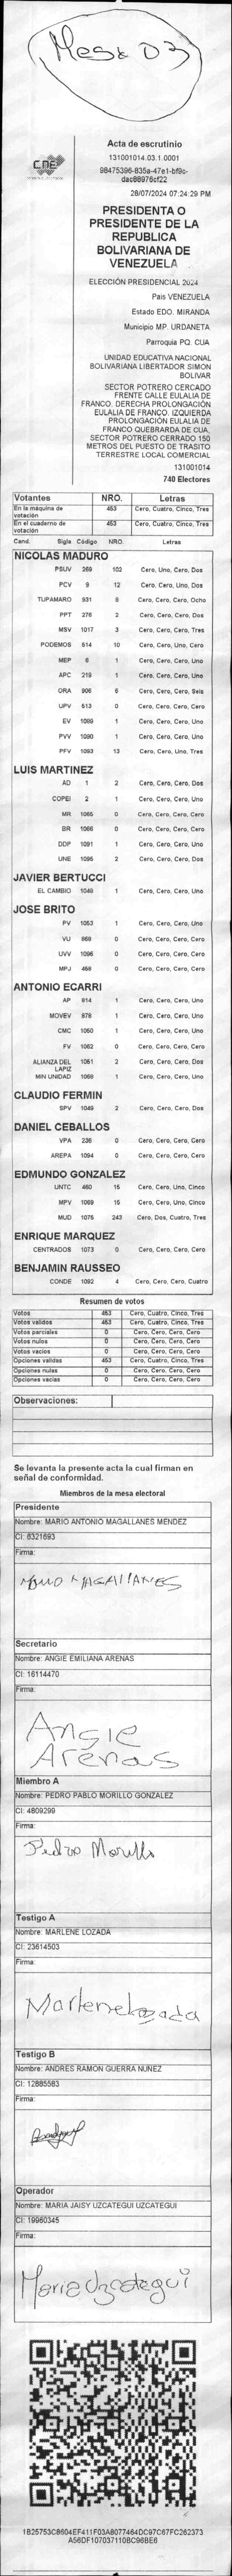 Mesa 03
CNE
Acta de escrutinio
131001014.03.1.0001
98475396-835a-47e1-bf9c-
dac88976cf22
28/07/2024 07:24:29 PM
PRESIDENTA O
PRESIDENTE DE LA
REPUBLICA
BOLIVARIANA DE
VENEZUELA
ELECCIÓN PRESIDENCIAL 2024
Pais VENEZUELA
Estado EDO. MIRANDA
Municipio MP. URDANETA
Parroquia PQ. CUA
UNIDAD EDUCATIVA NACIONAL
BOLIVARIANA LIBERTADOR SIMON
BOLIVAR
SECTOR POTRERO CERCADO
FRENTE CALLE EULALIA DE
FRANCO. DERECHA PROLONGACIÓN
EULALIA DE FRANCO. IZQUIERDA
PROLONGACIÓN EULALIA DE
FRANCO QUEBRARDA DE CUA.
SECTOR POTRERO CERRADO 150
METROS DEL PUESTO DE TRASITO
TERRESTRE LOCAL COMERCIAL
131001014
740 Electores
Votantes NRO. Letras
En la máquina de votación 453 Cero, Cuatro, Cinco, Tres
En el cuaderno de votación 453 Cero, Cuatro, Cinco, Tres
Cand. Sigla Código NRO. Letras
NICOLAS MADURO
PSUV 269 102 Cero, Uno, Cero, Dos
PCV 9 12 Cero, Cero, Uno, Dos
TUPAMARO 931 8 Cero, Cero, Cero, Ocho
PPT 276 2 Cero, Cero, Cero, Dos
MSV 1017 3 Cero, Cero, Cero, Tres
PODEMOS 514 10 Cero, Cero, Uno, Cero
MEP 6 1 Cero, Cero, Cero, Uno
APC 219 1 Cero, Cero, Cero, Uno
ORA 906 6 Cero, Cero, Cero, Seis
UPV 513 0 Cero, Cero, Cero, Cero
EV 1089 1 Cero, Cero, Cero, Uno
PVV 1090 1 Cero, Cero, Cero, Uno
PFV 1093 13 Cero, Cero, Uno, Tres
LUIS MARTINEZ
AD 1 2 Cero, Cero, Cero, Dos
COPEI 2 1 Cero, Cero, Cero, Uno
MR 1065 0 Cero, Cero, Cero, Cero
BR 1066 0 Cero, Cero, Cero, Cero
DDP 1091 1 Cero, Cero, Cero, Uno
UNE 1095 2 Cero, Cero, Cero, Dos
JAVIER BERTUCCI
EL CAMBIO 1048 1 Cero, Cero, Cero, Uno
JOSE BRITO
PV 1053 1 Cero, Cero, Cero, Uno
VU 869 0 Cero, Cero, Cero, Cero
UVV 1096 0 Cero, Cero, Cero, Cero
MPJ 458 0 Cero, Cero, Cero, Cero
ANTONIO ECARRI
AP 814 1 Cero, Cero, Cero, Uno
MOVEV 878 1 Cero, Cero, Cero, Uno
CMC 1050 1 Cero, Cero, Cero, Uno
FV 1052 0 Cero, Cero, Cero, Cero
ALIANZA DEL LAPIZ 1051 2 Cero, Cero, Cero, Dos
MIN UNIDAD 1068 1 Cero, Cero, Cero, Uno
CLAUDIO FERMIN
SPV 1049 2 Cero, Cero, Cero, Dos
DANIEL CEBALLOS
VPA 236 0 Cero, Cero, Cero, Cero
AREPA 1094 0 Cero, Cero, Cero, Cero
EDMUNDO GONZALEZ
UNTC 460 15 Cero, Cero, Uno, Cinco
MPV 1069 15 Cero, Cero, Uno, Cinco
MUD 1075 243 Cero, Dos, Cuatro, Tres
ENRIQUE MARQUEZ
CENTRADOS 1073 0 Cero, Cero, Cero, Cero
BENJAMIN RAUSSEO
CONDE 1092 4 Cero, Cero, Cero, Cuatro
Resumen de votos
Votos 453 Cero, Cuatro, Cinco, Tres
Votos validos 453 Cero, Cuatro, Cinco, Tres
Votos parciales 0 Cero, Cero, Cero, Cero
Votos nulos 0 Cero, Cero, Cero, Cero
Votos vacios 0 Cero, Cero, Cero, Cero
Opciones validas 453 Cero, Cuatro, Cinco, Tres
Opciones nulas 0 Cero, Cero, Cero, Cero
Opciones vacias 0 Cero, Cero, Cero, Cero
Observaciones:
Se levanta la presente acta la cual firman en
señal de conformidad.
Miembros de la mesa electoral
Presidente
Nombre: MARIO ANTONIO MAGALLANES MENDEZ
CI: 6321693
Firma:
MARIO MAGALLANES
Secretario
Nombre: ANGIE EMILIANA ARENAS
CI: 16114470
Firma:
Angie
Arenas
Miembro A
Nombre: PEDRO PABLO MORILLO GONZALEZ
CI: 4809299
Firma:
Pedro Morillo
Testigo A
Nombre: MARLENE LOZADA
CI: 23614503
Firma:
Marlene Lozada
Testigo B
Nombre: ANDRES RAMON GUERRA NUÑEZ
CI: 12885583
Firma:
Operador
Nombre: MARIA JAISY UZCATEGUI UZCATEGUI
CI: 19960345
Firma:
Maria Uzcategui
1B25753C8604EF411F03A8077464DC97C67FC262373
A56DF107037110BC96BE6